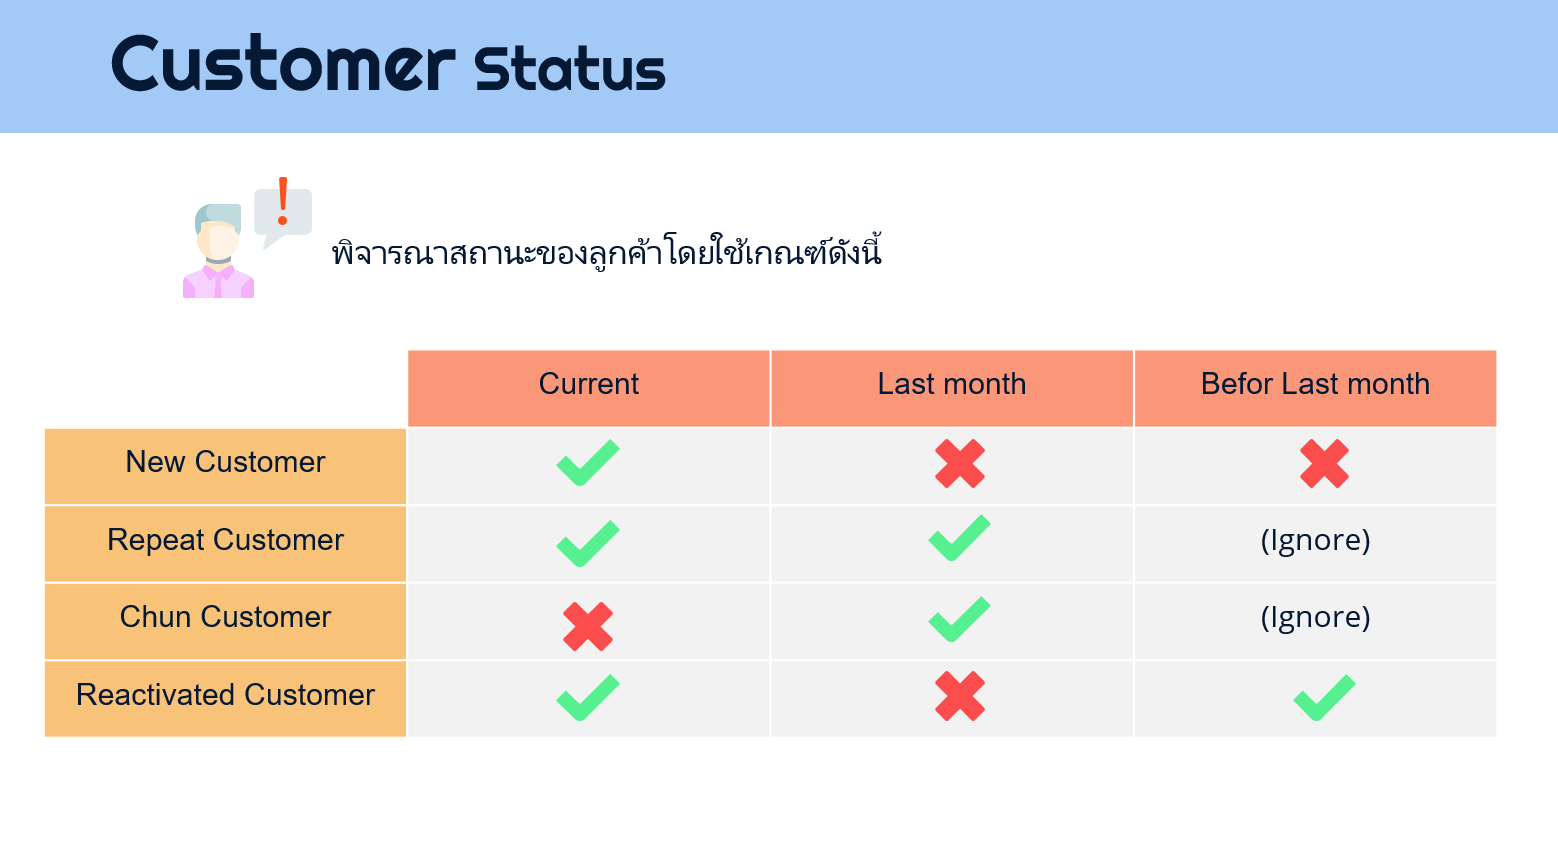 Customer Status
!
พิจารณาสถานะของลูกค้าโดยใช้เกณฑ์ดังนี้
Current Last month Befor Last month
New Customer
Repeat Customer (Ignore)
Chun Customer (Ignore)
Reactivated Customer